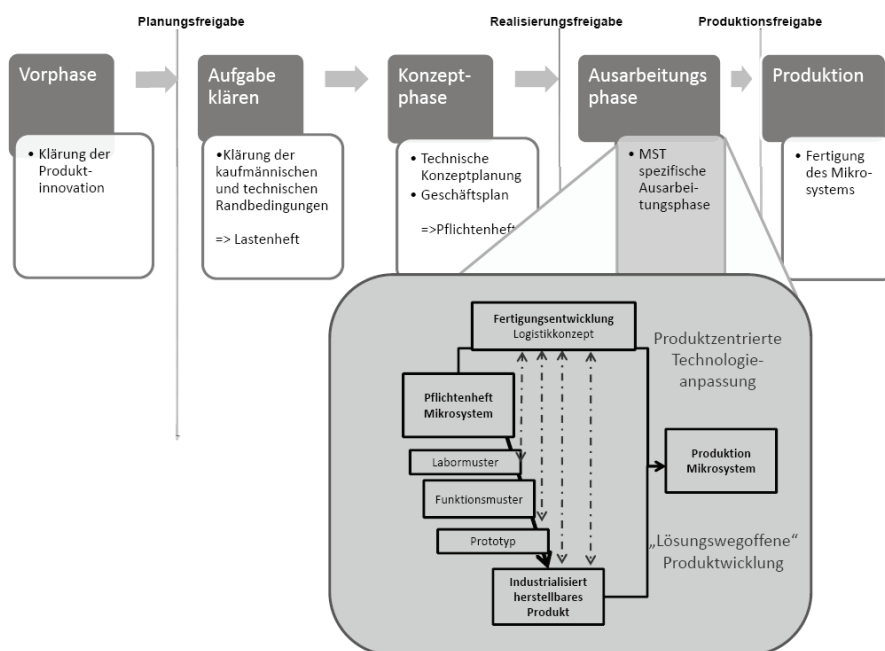 Planungsfreigabe
Realisierungsfreigabe
Produktionsfreigabe
Vorphase
• Klärung der
Produkt-
innovation
Aufgabe
klären
•Klärung der
kaufmännischen
und technischen
Randbedingungen
=> Lastenheft
Konzept-
phase
• Technische
Konzeptplanung
• Geschäftsplan
=>Pflichtenheft
Ausarbeitungs
phase
• MST
spezifische
Ausarbei-
tungsphase
Produktion
• Fertigung
des Mikro-
systems
Fertigungsentwicklung
Logistikkonzept
Produktzentrierte
Technologie-
anpassung
Pflichtenheft
Mikrosystem
Labormuster
Funktionsmuster
Prototyp
Industrialisiert
herstellbares
Produkt
Produktion
Mikrosystem
„Lösungswegoffene“
Produktwicklung